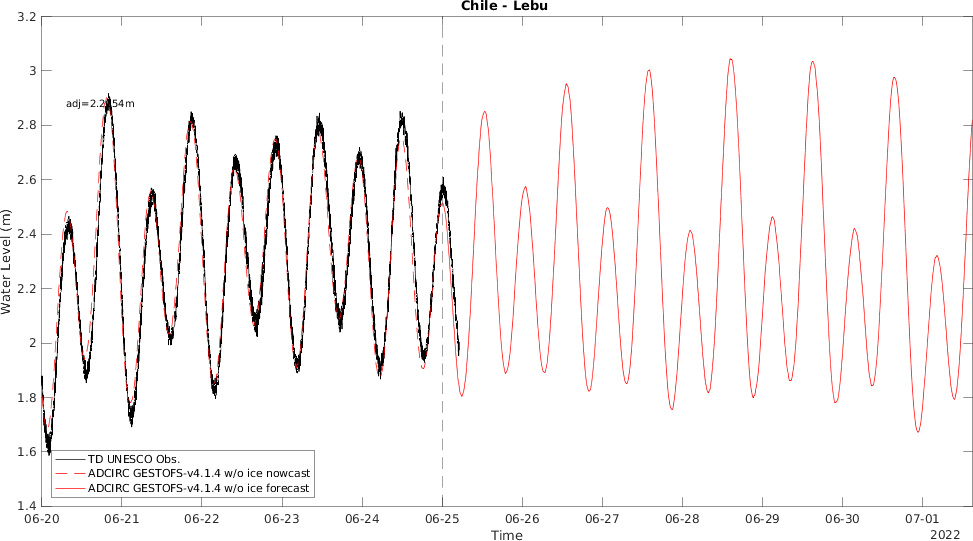 Chile - Lebu
3.2
3
2.8
2.6
2.4
2.2
2
1.8
1.6
1.4
Water Level (m)
TD UNESCO Obs.
ADCIRC GESTOFS-v4.1.4 w/o ice nowcast
ADCIRC GESTOFS-v4.1.4 w/o ice forecast
06-20 06-21 06-22 06-23 06-24 06-25 06-26 06-27 06-28 06-29 06-30 07-01
Time
2022